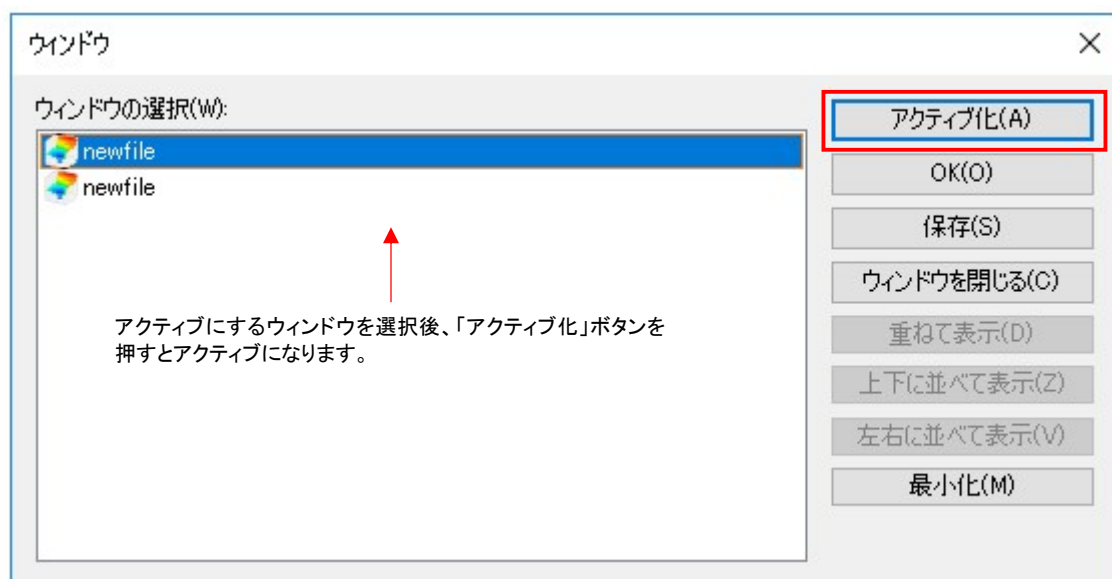 ウィンドウ
ウィンドウの選択(W):
newfile
newfile
アクティブにするウィンドウを選択後、「アクティブ化」ボタンを
押すとアクティブになります。
アクティブ化(A)
OK(O)
保存(S)
ウィンドウを閉じる(C)
重ねて表示(D)
上下に並べて表示(Z)
左右に並べて表示(V)
最小化(M)